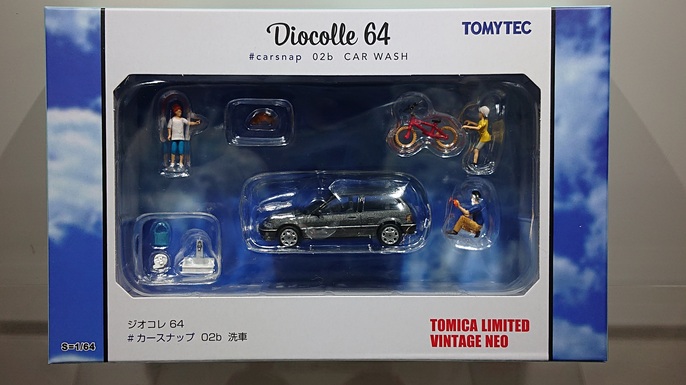 Diocolle 64
TOMYTEC
#carsnap 02b CAR WASH
ジオコレ 64
#カースナップ 02b 洗車
TOMICA LIMITED
VINTAGE NEO
S=1/64